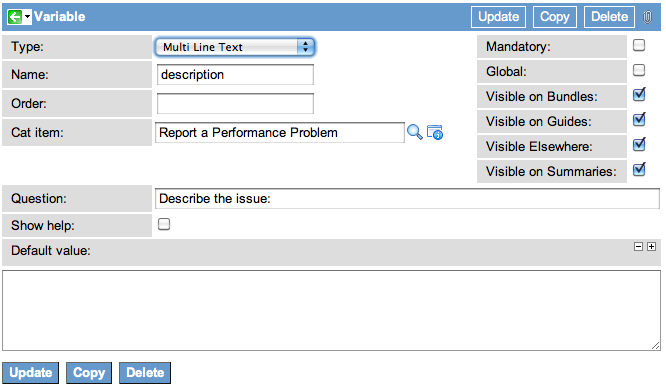 Variable Update Copy Delete
Type: Multi Line Text Mandatory:
Name: description Global:
Order: Visible on Bundles:
Cat item: Report a Performance Problem Visible on Guides:
Visible Elsewhere:
Visible on Summaries:
Question: Describe the issue:
Show help:
Default value:
Update Copy Delete